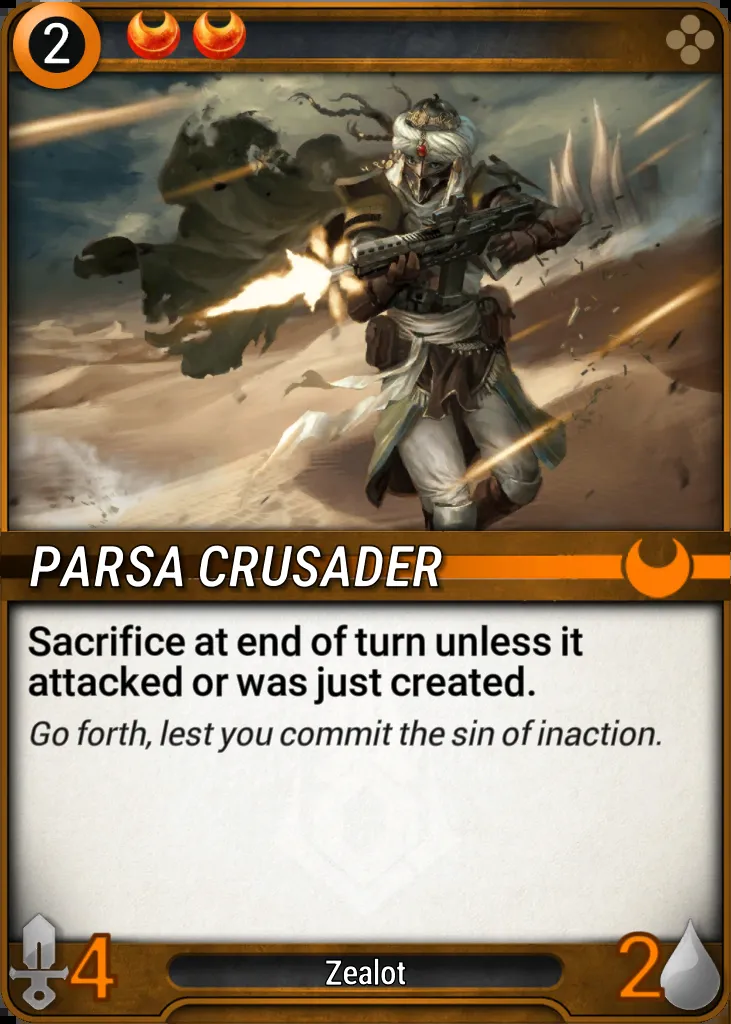 2
PARSA CRUSADER
Sacrifice at end of turn unless it
attacked or was just created.
Go forth, lest you commit the sin of inaction.
4
Zealot
2